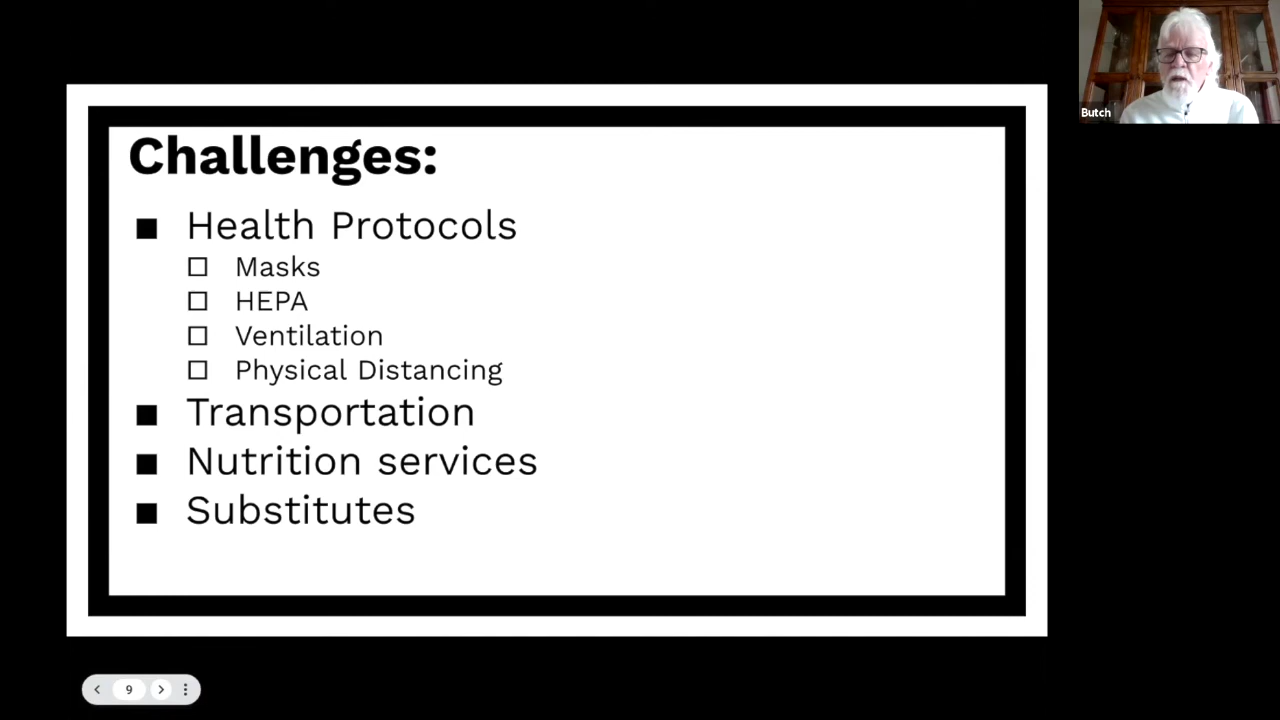 Challenges:
Health Protocols
Masks
HEPA
Ventilation
Physical Distancing
Transportation
Nutrition services
Substitutes
Butch
9